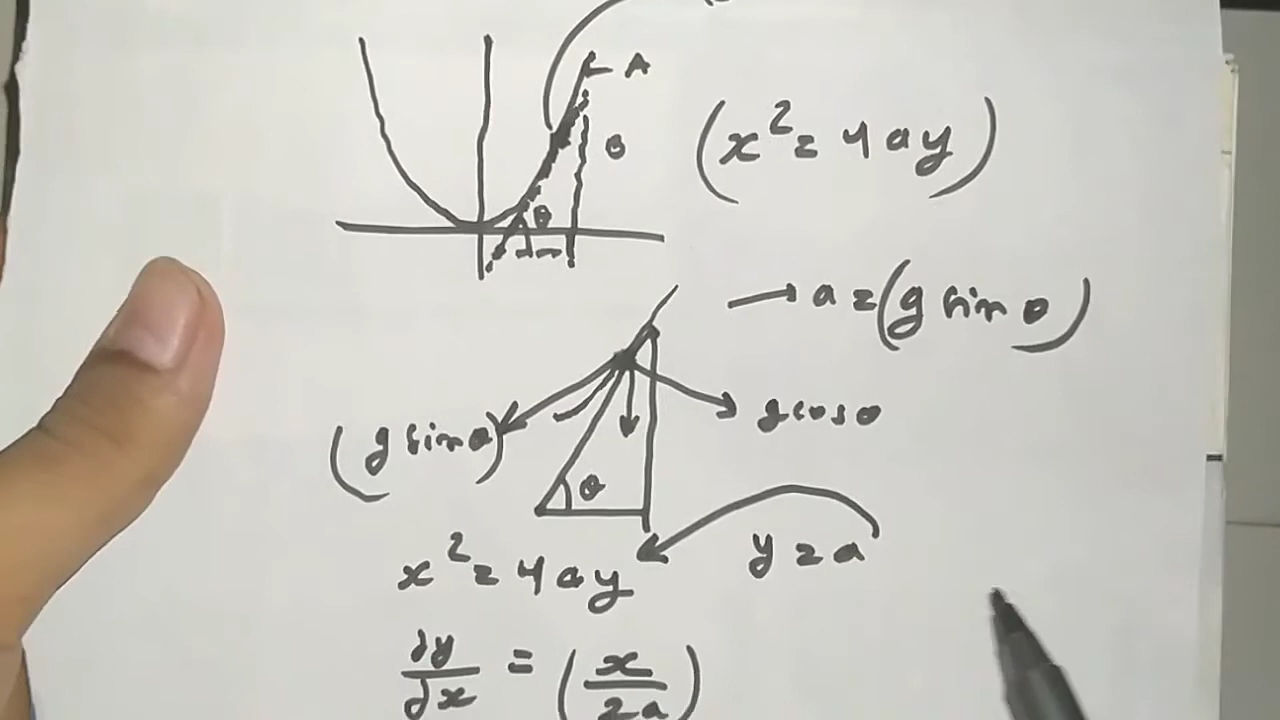 A
θ
(x² = 4ay)
θ
→ a = (g sin θ)
g cos θ
(g sin θ)
θ
x² = 4ay
y = a
dy/dx = (x/2a)